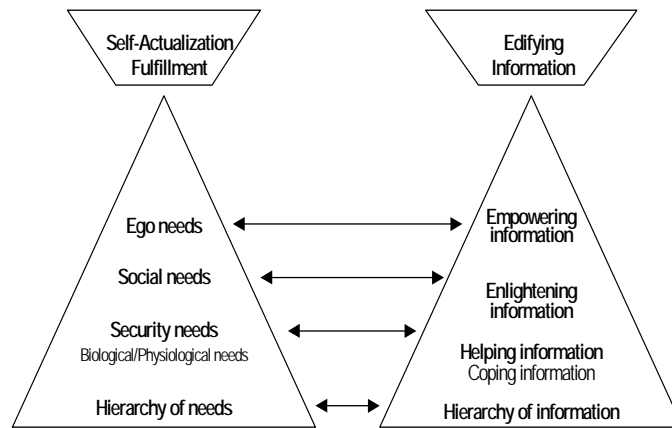 Self-Actualization
Fulfillment
Ego needs
Social needs
Security needs
Biological/Physiological needs
Hierarchy of needs
Edifying
Information
Empowering
information
Enlightening
information
Helping information
Coping information
Hierarchy of information